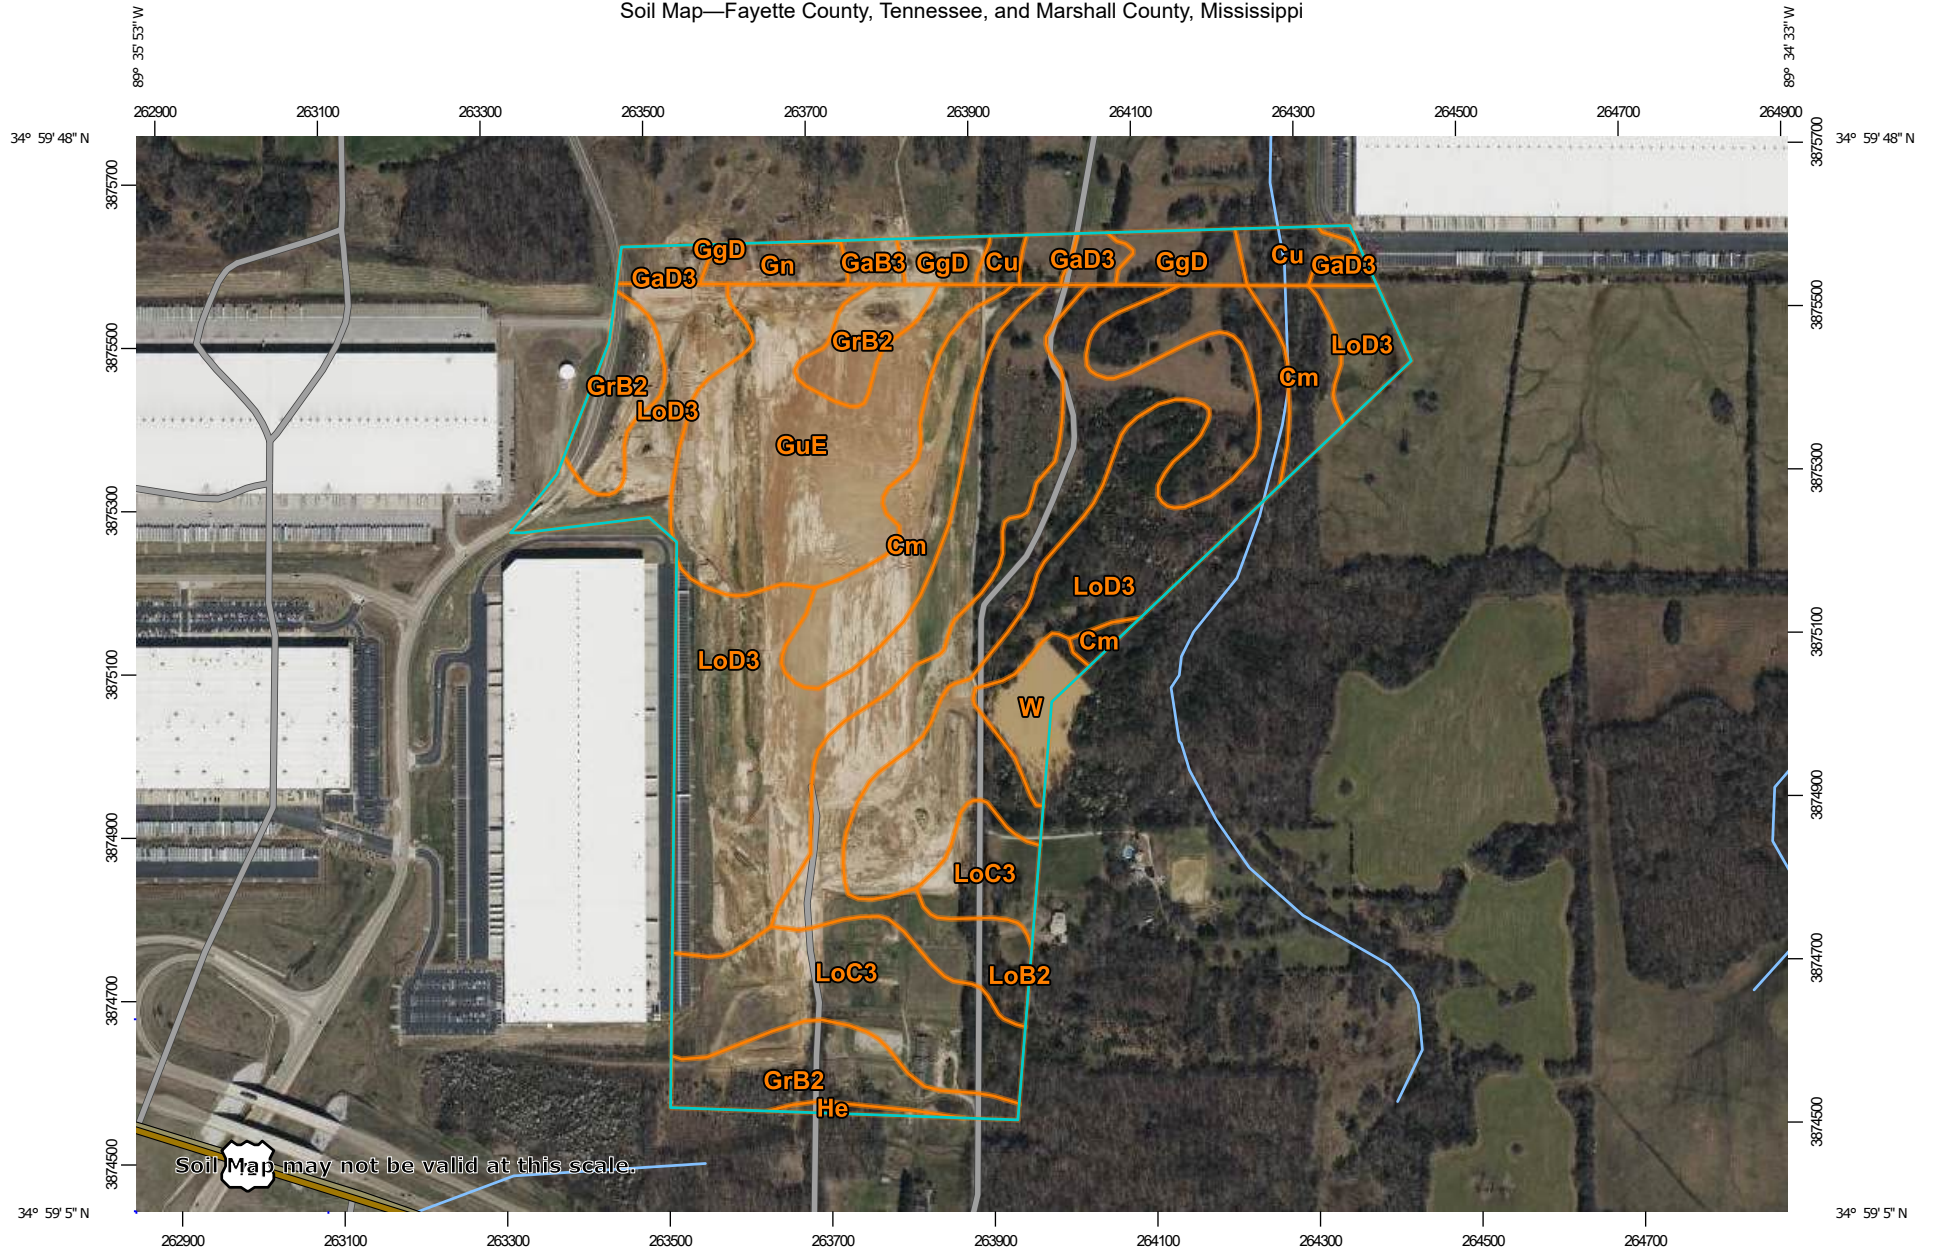 Soil Map—Fayette County, Tennessee, and Marshall County, Mississippi
89° 35' 53" W
89° 34' 33" W
262900 263100 263300 263500 263700 263900 264100 264300 264500 264700 264900
34° 59' 48" N
34° 59' 48" N
3875700
3875700
GgD
Gn
GaB3
GgD
Cu
GaD3
GgD
Cu
GaD3
GaD3
3875500
3875500
GrB2
LoD3
GrB2
LoD3
Cm
GuE
3875300
3875300
Cm
LoD3
Cm
3875100
3875100
LoD3
W
3874900
3874900
LoC3
LoC3
LoB2
3874700
3874700
GrB2
He
3874500
3874500
Soil Map may not be valid at this scale.
34° 59' 5" N
34° 59' 5" N
262900 263100 263300 263500 263700 263900 264100 264300 264500 264700